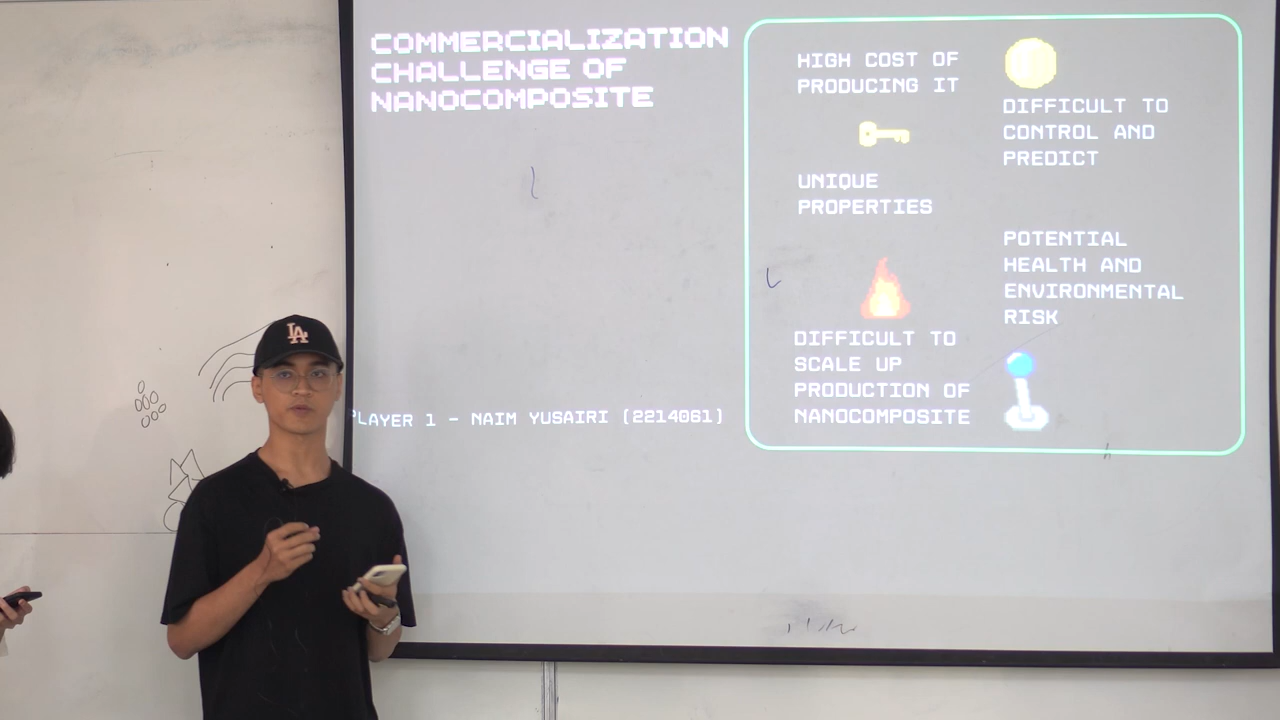 COMMERCIALIZATION
CHALLENGE OF
NANOCOMPOSITE
HIGH COST OF
PRODUCING IT
DIFFICULT TO
CONTROL AND
PREDICT
UNIQUE
PROPERTIES
POTENTIAL
HEALTH AND
ENVIRONMENTAL
RISK
DIFFICULT TO
SCALE UP
PRODUCTION OF
NANOCOMPOSITE
PLAYER 1 - NAIM YUSAIRI (2214061)
LA